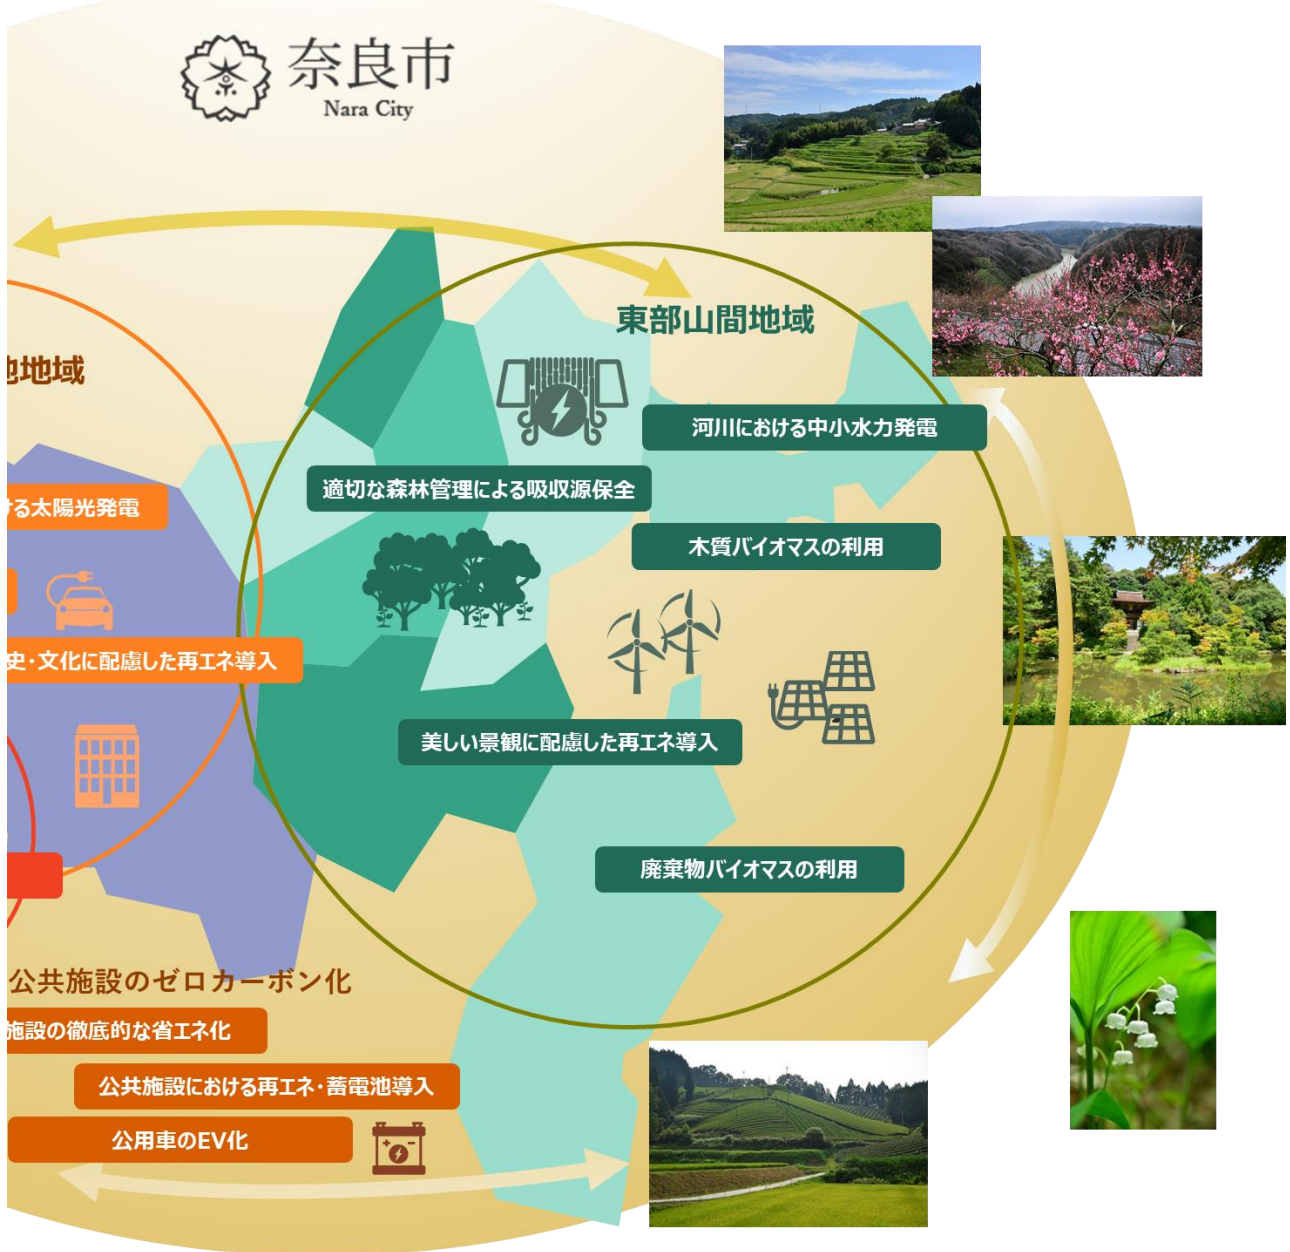 奈良市
Nara City
東部山間地域
地地域
河川における中小水力発電
適切な森林管理による吸収源保全
ける太陽光発電
木質バイオマスの利用
史・文化に配慮した再エネ導入
美しい景観に配慮した再エネ導入
廃棄物バイオマスの利用
公共施設のゼロカーボン化
施設の徹底的な省エネ化
公共施設における再エネ・蓄電池導入
公用車のEV化